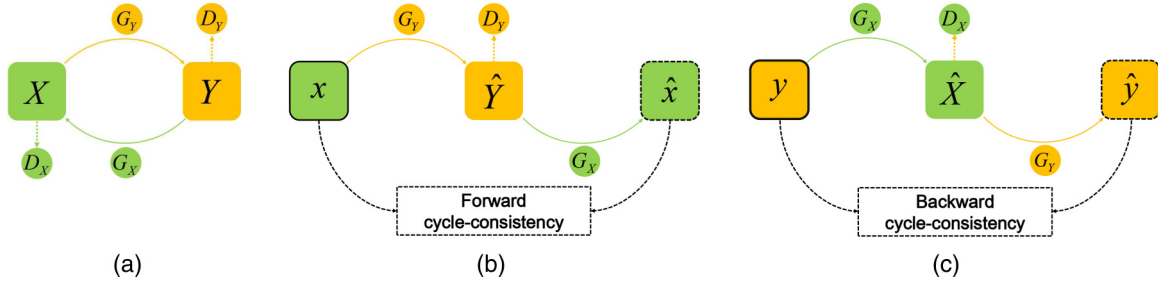 G_Y D_Y
X Y
D_X G_X
(a)
G_Y D_Y
x Ŷ x̂
G_X
Forward
cycle-consistency
(b)
G_X D_X
y X̂ ŷ
G_Y
Backward
cycle-consistency
(c)